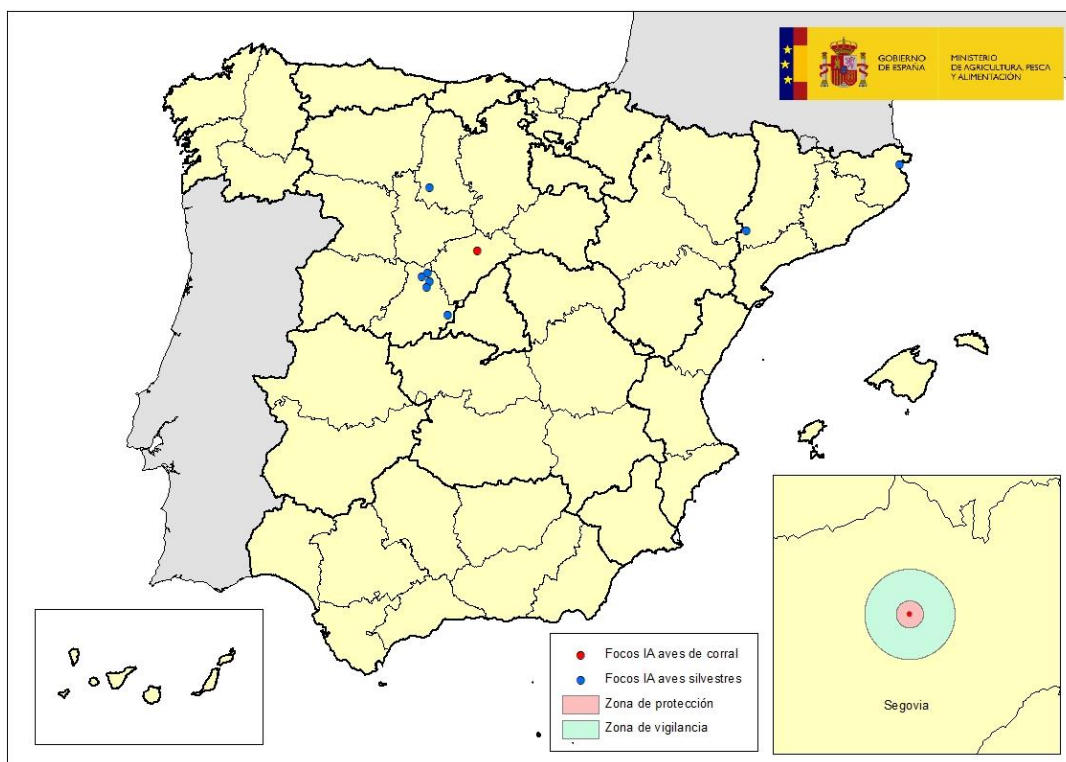 GOBIERNO
DE ESPAÑA
MINISTERIO
DE AGRICULTURA, PESCA
Y ALIMENTACIÓN
Focos IA aves de corral
Focos IA aves silvestres
Zona de protección
Zona de vigilancia
Segovia